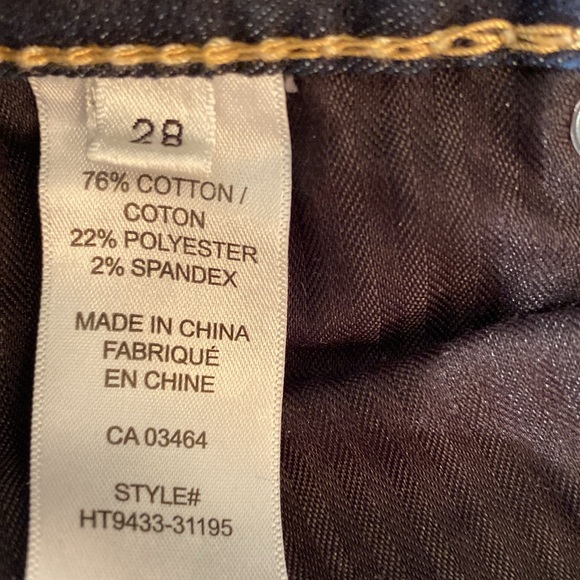 28
76% COTTON /
COTON
22% POLYESTER
2% SPANDEX
MADE IN CHINA
FABRIQUÉ
EN CHINE
CA 03464
STYLE#
HT9433-31195